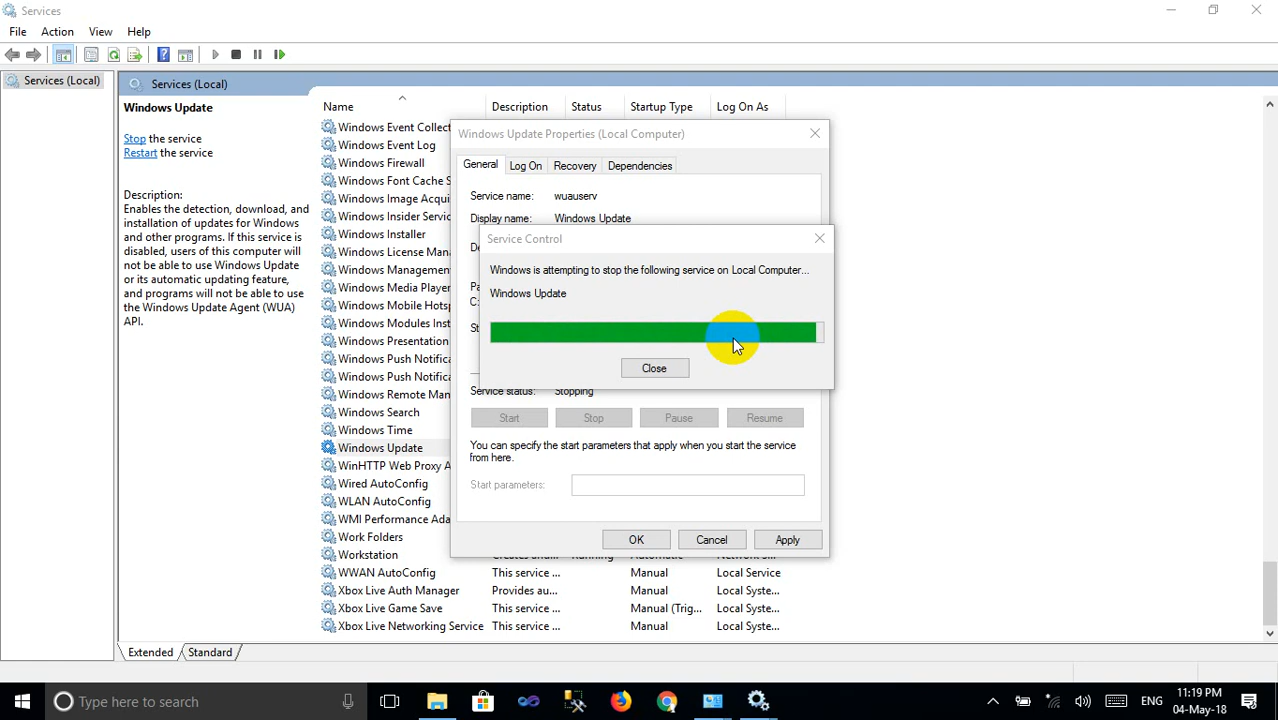 Services
File Action View Help
Services (Local)
Services (Local)
Windows Update
Stop the service
Restart the service
Description:
Enables the detection, download, and
installation of updates for Windows
and other programs. If this service is
disabled, users of this computer will
not be able to use Windows Update
or its automatic updating feature,
and programs will not be able to use
the Windows Update Agent (WUA)
API.
Name Description Status Startup Type Log On As
Windows Event Collect
Windows Event Log
Windows Firewall
Windows Font Cache S
Windows Image Acqui
Windows Insider Servic
Windows Installer
Windows License Man
Windows Management
Windows Media Player
Windows Mobile Hotsp
Windows Modules Inst
Windows Presentation
Windows Push Notifica
Windows Push Notifica
Windows Remote Man
Windows Search
Windows Time
Windows Update
WinHTTP Web Proxy A
Wired AutoConfig
WLAN AutoConfig
WMI Performance Ada
Work Folders
Workstation Creates and... Running Automatic Network S...
WWAN AutoConfig This service ... Manual Local Service
Xbox Live Auth Manager Provides au... Manual Local Syste...
Xbox Live Game Save This service ... Manual (Trig... Local Syste...
Xbox Live Networking Service This service ... Manual Local Syste...
Windows Update Properties (Local Computer)
General Log On Recovery Dependencies
Service name: wuauserv
Display name: Windows Update
Service Control
Windows is attempting to stop the following service on Local Computer...
Windows Update
Close
Service status: Stopping
Start Stop Pause Resume
You can specify the start parameters that apply when you start the service
from here.
Start parameters:
OK Cancel Apply
Extended Standard
Type here to search
ENG
11:19 PM
04-May-18